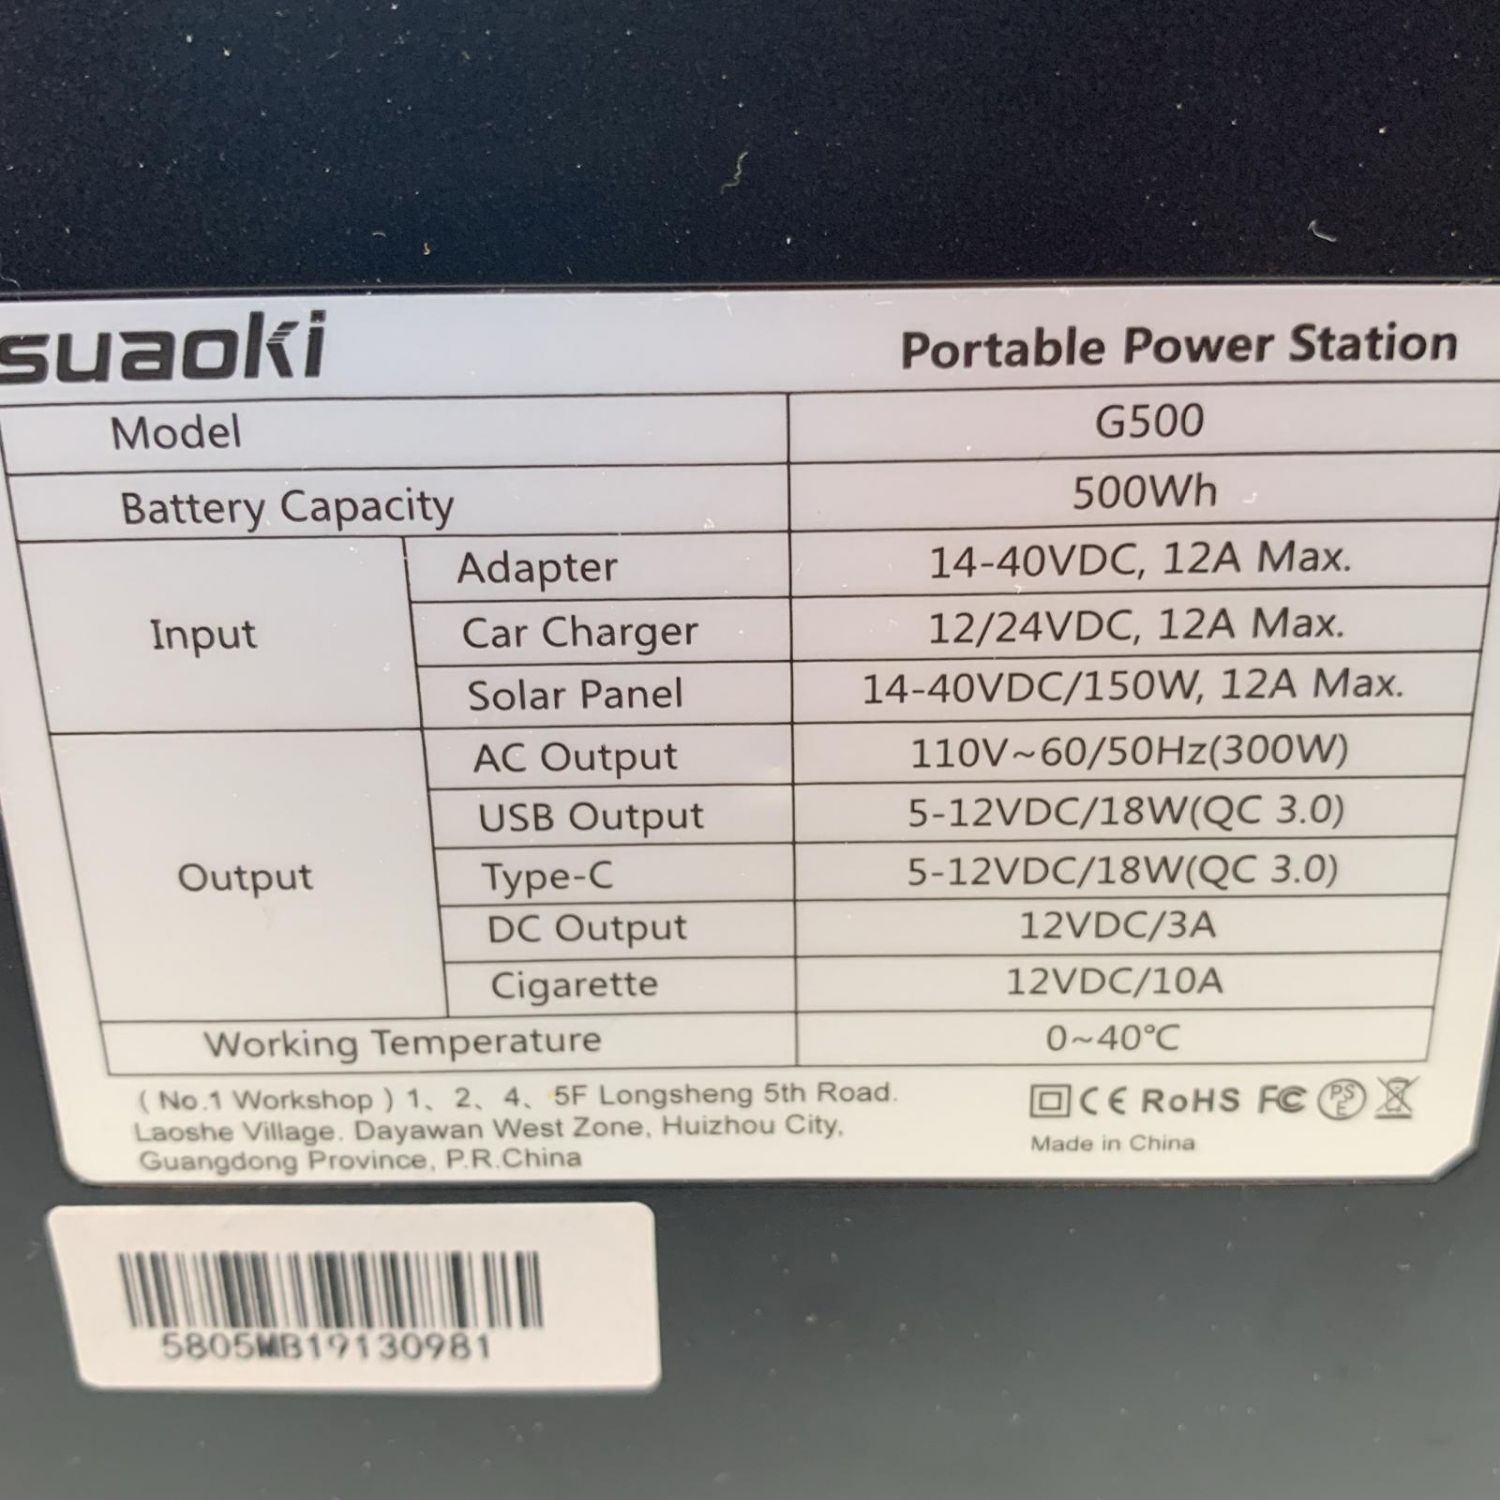 suaoki Portable Power Station
Model G500
Battery Capacity 500Wh
Input Adapter 14-40VDC, 12A Max.
Car Charger 12/24VDC, 12A Max.
Solar Panel 14-40VDC/150W, 12A Max.
Output AC Output 110V~60/50Hz(300W)
USB Output 5-12VDC/18W(QC 3.0)
Type-C 5-12VDC/18W(QC 3.0)
DC Output 12VDC/3A
Cigarette 12VDC/10A
Working Temperature 0~40℃
( No.1 Workshop ) 1、2、4、5F Longsheng 5th Road.
Laoshe Village. Dayawan West Zone, Huizhou City,
Guangdong Province, P.R.China
CE RoHS FC PSE
Made in China
5805MB19130981